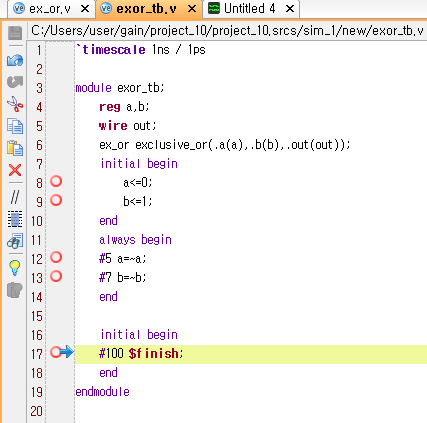 ex_or.v × exor_tb.v × Untitled 4 ×
C:/Users/user/gain/project_10/project_10.srcs/sim_1/new/exor_tb.v
1 `timescale 1ns / 1ps
2
3 module exor_tb;
4 reg a,b;
5 wire out;
6 ex_or exclusive_or(.a(a),.b(b),.out(out));
7 initial begin
8 a<=0;
9 b<=1;
10 end
11 always begin
12 #5 a=~a;
13 #7 b=~b;
14 end
15
16 initial begin
17 #100 $finish;
18 end
19 endmodule
20